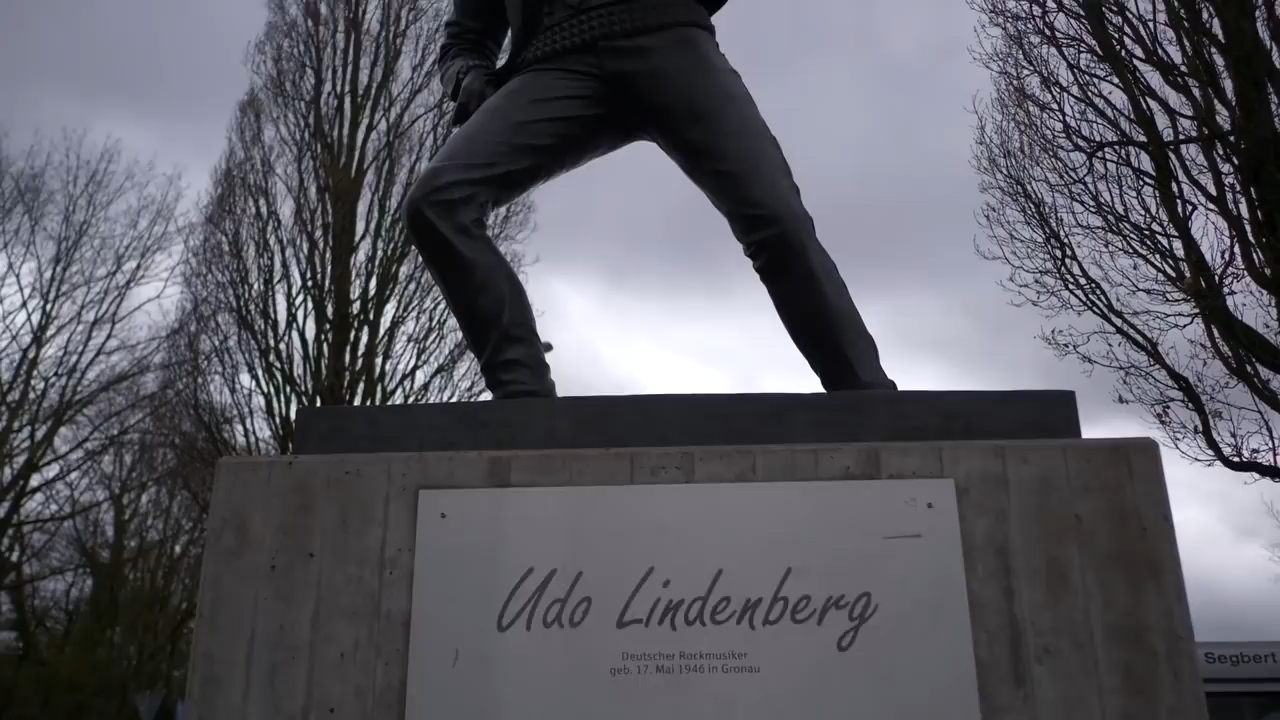 Udo Lindenberg
Deutscher Rockmusiker
geb. 17. Mai 1946 in Gronau
Segbert